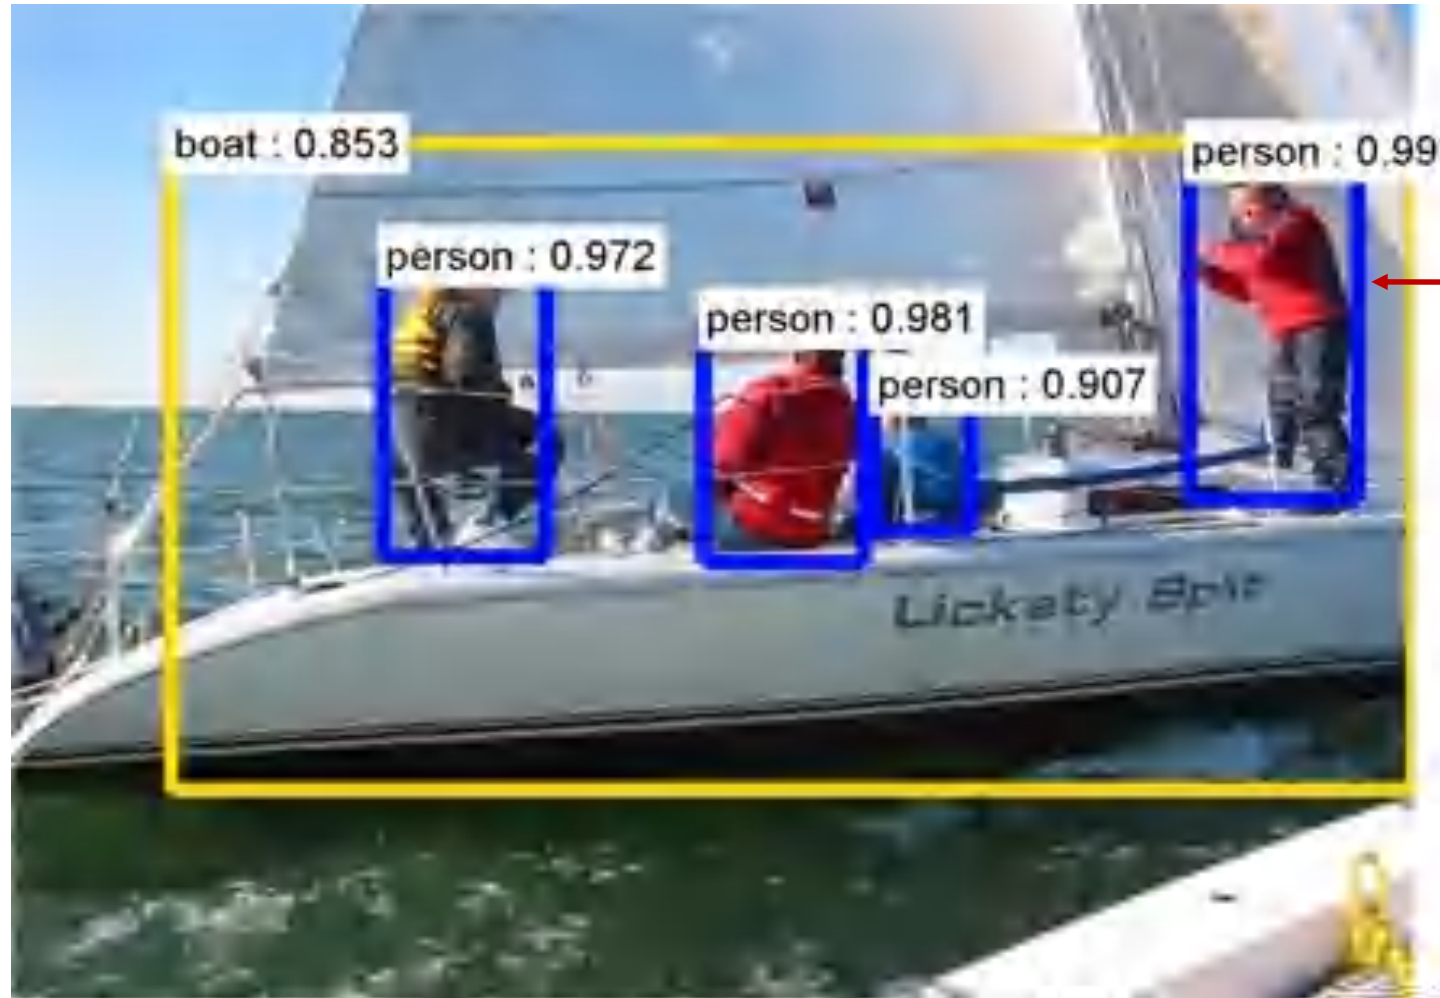 boat : 0.853
person : 0.99
person : 0.972
person : 0.981
person : 0.907
Lickety Split